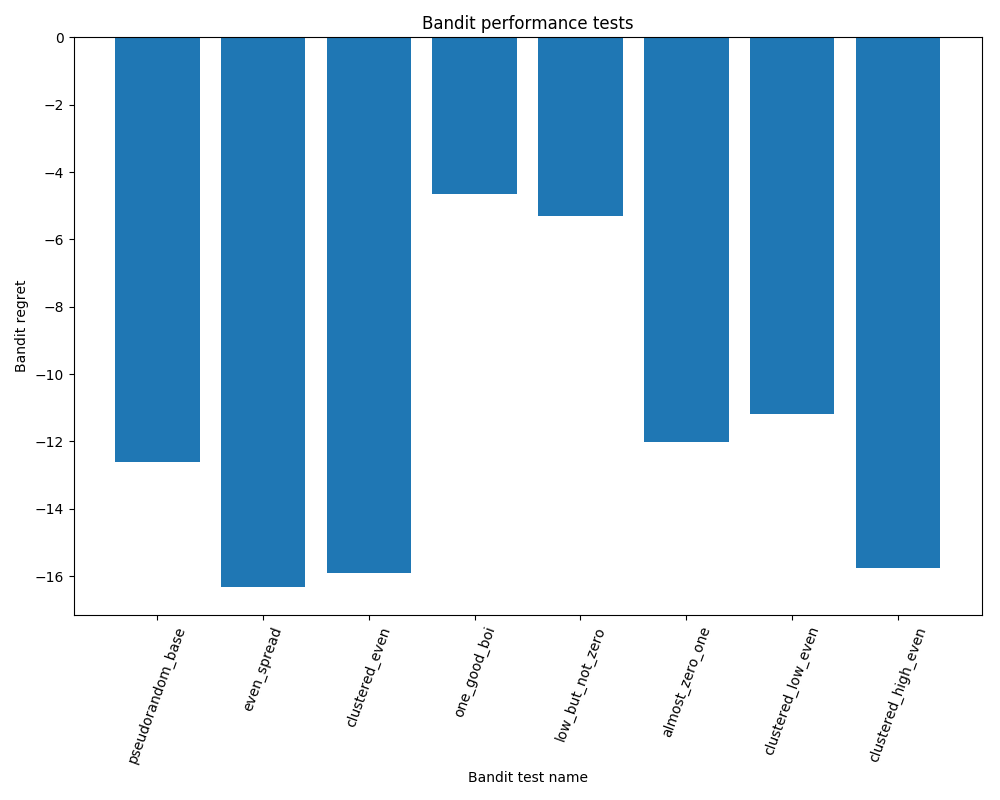 Bandit performance tests
0
−2
−4
−6
−8
−10
−12
−14
−16
Bandit regret
pseudorandom_base
even_spread
clustered_even
one_good_boi
low_but_not_zero
almost_zero_one
clustered_low_even
clustered_high_even
Bandit test name